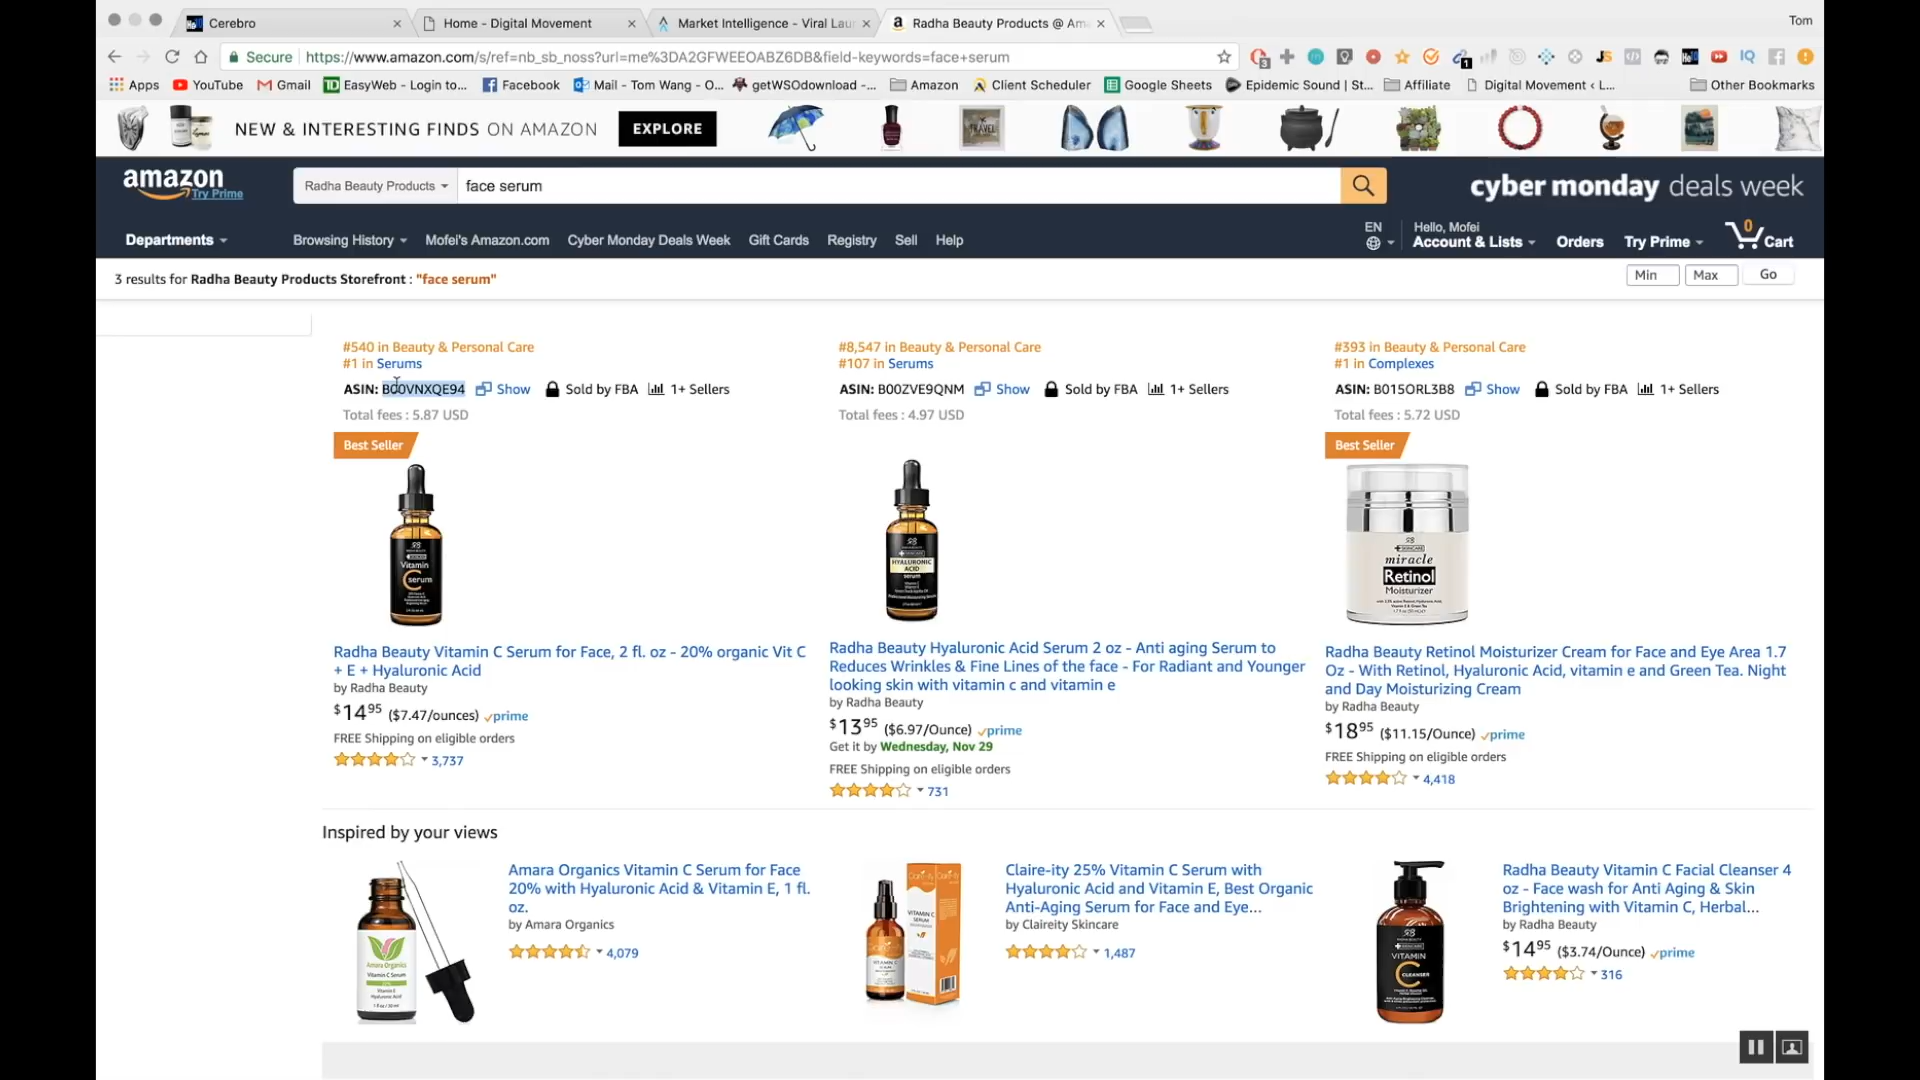 Cerebro
Home - Digital Movement
Market Intelligence - Viral Lau
Radha Beauty Products @ Am
Tom
Secure
https://www.amazon.com/s/ref=nb_sb_noss?url=me%3DA2GFWEEOABZ6DB&field-keywords=face+serum
Apps
YouTube
Gmail
EasyWeb - Login to...
Facebook
Mail - Tom Wang - O...
getWSOdownload -...
Amazon
Client Scheduler
Google Sheets
Epidemic Sound | St...
Affiliate
Digital Movement ‹ L...
Other Bookmarks
NEW & INTERESTING FINDS ON AMAZON
EXPLORE
amazon
Try Prime
Radha Beauty Products
face serum
cyber monday deals week
Departments
Browsing History
Mofei's Amazon.com
Cyber Monday Deals Week
Gift Cards
Registry
Sell
Help
EN
Hello, Mofei
Account & Lists
Orders
Try Prime
0
Cart
3 results for Radha Beauty Products Storefront : "face serum"
Min
Max
Go
#540 in Beauty & Personal Care
#1 in Serums
ASIN: B00VNXQE94 Show Sold by FBA 1+ Sellers
Total fees : 5.87 USD
Best Seller
Vitamin
C serum
Radha Beauty Vitamin C Serum for Face, 2 fl. oz - 20% organic Vit C
+ E + Hyaluronic Acid
by Radha Beauty
$14 95 ($7.47/ounces) prime
FREE Shipping on eligible orders
3,737
#8,547 in Beauty & Personal Care
#107 in Serums
ASIN: B00ZVE9QNM Show Sold by FBA 1+ Sellers
Total fees : 4.97 USD
HYALURONIC
ACID
serum
Radha Beauty Hyaluronic Acid Serum 2 oz - Anti aging Serum to
Reduces Wrinkles & Fine Lines of the face - For Radiant and Younger
looking skin with vitamin c and vitamin e
by Radha Beauty
$13 95 ($6.97/Ounce) prime
Get it by Wednesday, Nov 29
FREE Shipping on eligible orders
731
#393 in Beauty & Personal Care
#1 in Complexes
ASIN: B015ORL3B8 Show Sold by FBA 1+ Sellers
Total fees : 5.72 USD
Best Seller
miracle
Retinol
Moisturizer
Radha Beauty Retinol Moisturizer Cream for Face and Eye Area 1.7
Oz - With Retinol, Hyaluronic Acid, vitamin e and Green Tea. Night
and Day Moisturizing Cream
by Radha Beauty
$18 95 ($11.15/Ounce) prime
FREE Shipping on eligible orders
4,418
Inspired by your views
Amara Organics
Vitamin C Serum
Amara Organics Vitamin C Serum for Face
20% with Hyaluronic Acid & Vitamin E, 1 fl.
oz.
by Amara Organics
4,079
VITAMIN C
Claire-ity 25% Vitamin C Serum with
Hyaluronic Acid and Vitamin E, Best Organic
Anti-Aging Serum for Face and Eye...
by Claireity Skincare
1,487
VITAMIN
C CLEANSER
Radha Beauty Vitamin C Facial Cleanser 4
oz - Face wash for Anti Aging & Skin
Brightening with Vitamin C, Herbal...
by Radha Beauty
$14 95 ($3.74/Ounce) prime
316